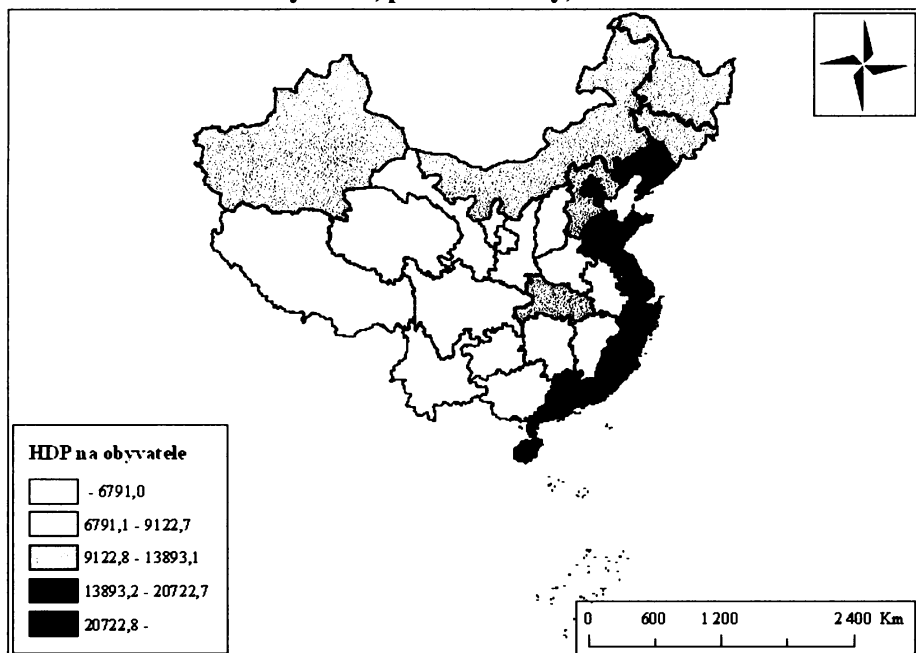 HDP na obyvatele
- 6791,0
6791,1 - 9122,7
9122,8 - 13893,1
13893,2 - 20722,7
20722,8 -
0 600 1 200 2 400 Km